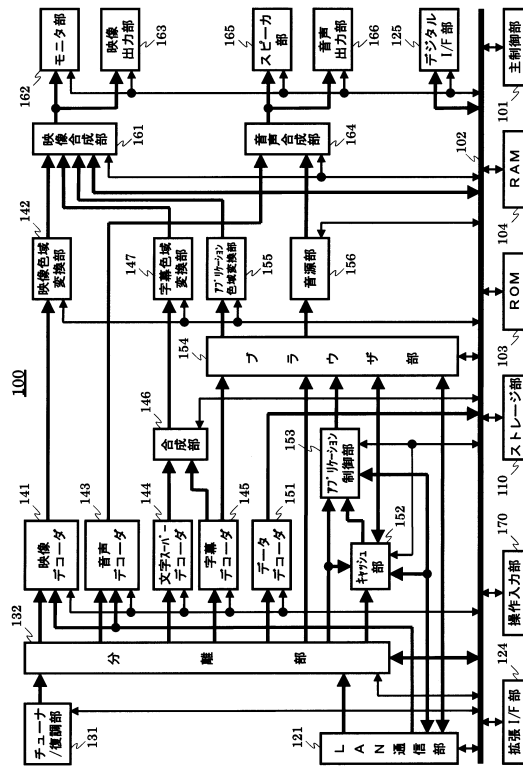 100
チューナ
/復調部
131
LAN通信部
121
分離部
132
映像
デコーダ
141
音声
デコーダ
143
文字スーパー
デコーダ
144
字幕
デコーダ
145
データ
デコーダ
151
キャッシュ
部
152
アプリケーション
制御部
153
合成部
146
ブラウザ部
154
映像色域
変換部
142
字幕色域
変換部
147
アプリケーション
色域変換部
155
音源部
156
映像合成部
161
音声合成部
164
モニタ部
162
映像
出力部
163
スピーカ
部
165
音声
出力部
166
デジタル
I/F部
125
102
拡張I/F部
124
操作入力部
170
ストレージ部
110
ROM
103
RAM
104
主制御部
101